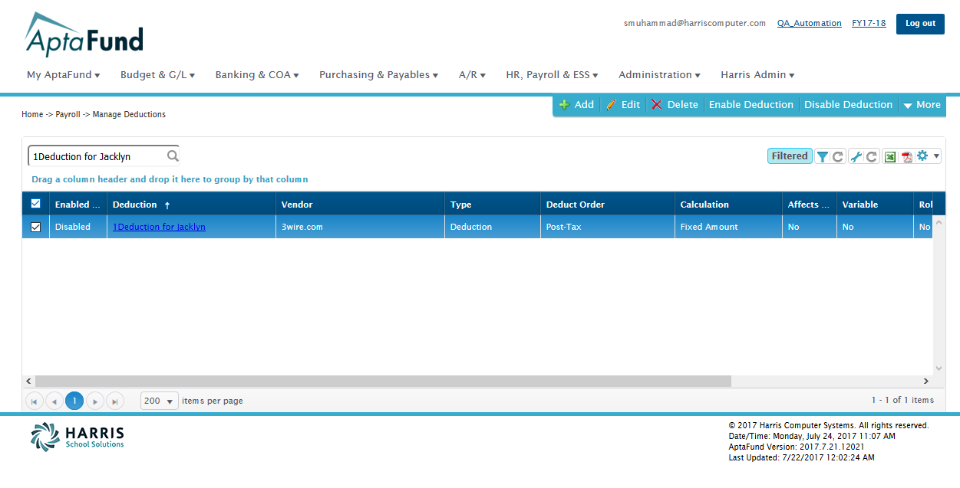 AptaFund
smuhammad@harriscomputer.com QA_Automation FY17-18 Log out
My AptaFund Budget & G/L Banking & COA Purchasing & Payables A/R HR, Payroll & ESS Administration Harris Admin
Add Edit Delete Enable Deduction Disable Deduction More
Home -> Payroll -> Manage Deductions
1Deduction for Jacklyn Filtered
Drag a column header and drop it here to group by that column
Enabled ... Deduction ↑ Vendor Type Deduct Order Calculation Affects ... Variable Rol
Disabled 1Deduction for Jacklyn 3wire.com Deduction Post-Tax Fixed Amount No No No
1 200 items per page 1 - 1 of 1 items
HARRIS
School Solutions
© 2017 Harris Computer Systems. All rights reserved.
Date/Time: Monday, July 24, 2017 11:07 AM
AptaFund Version: 2017.7.21.12021
Last Updated: 7/22/2017 12:02:24 AM